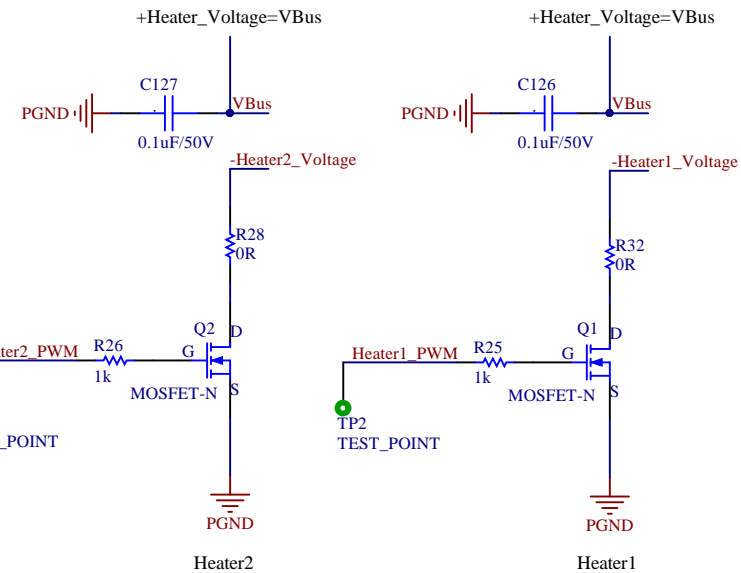 +Heater_Voltage=VBus
+Heater_Voltage=VBus
C127
VBus
PGND
0.1uF/50V
C126
VBus
PGND
0.1uF/50V
-Heater2_Voltage
-Heater1_Voltage
R28
0R
R32
0R
Q2
D
G
S
MOSFET-N
Q1
D
G
S
MOSFET-N
ter2_PWM
R26
1k
Heater1_PWM
R25
1k
_POINT
TP2
TEST_POINT
PGND
PGND
Heater2
Heater1